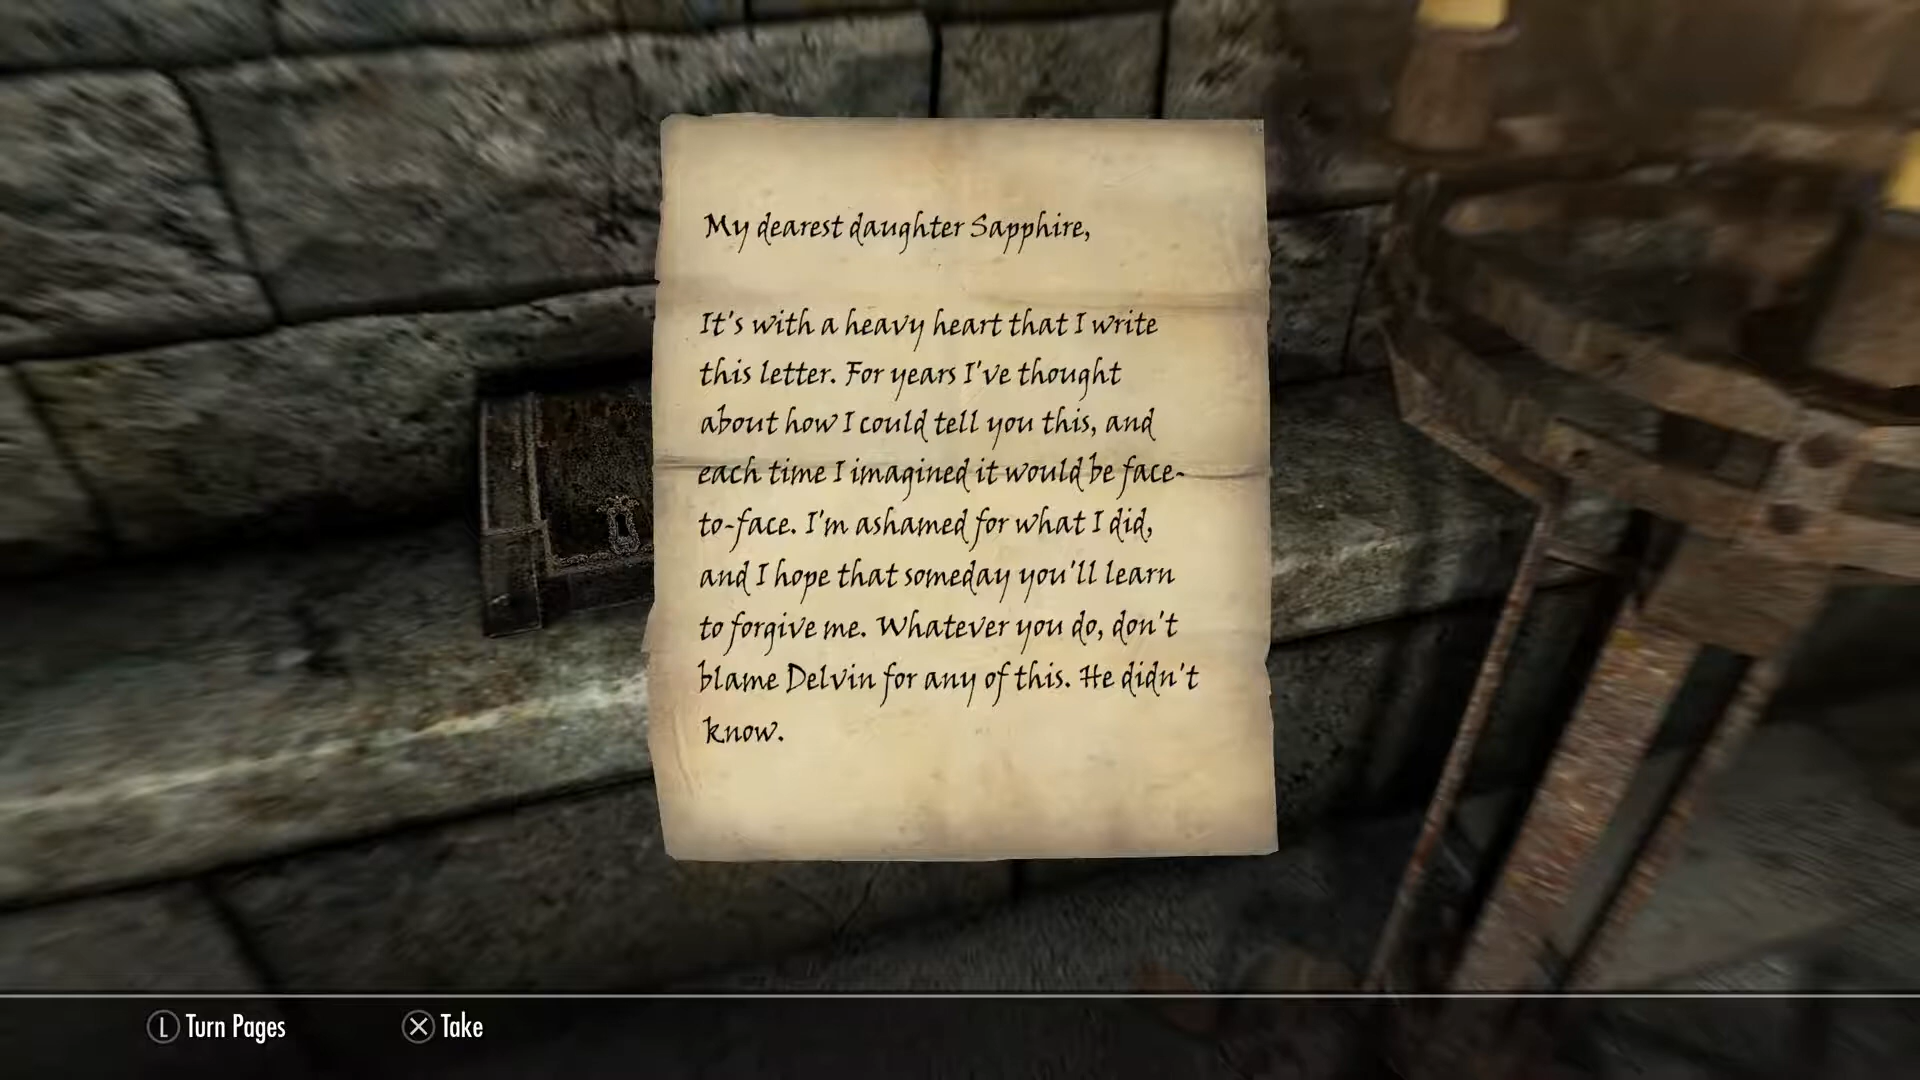 My dearest daughter Sapphire,
It's with a heavy heart that I write
this letter. For years I've thought
about how I could tell you this, and
each time I imagined it would be face-
to-face. I'm ashamed for what I did,
and I hope that someday you'll learn
to forgive me. Whatever you do, don't
blame Delvin for any of this. He didn't
know.
L Turn Pages
X Take